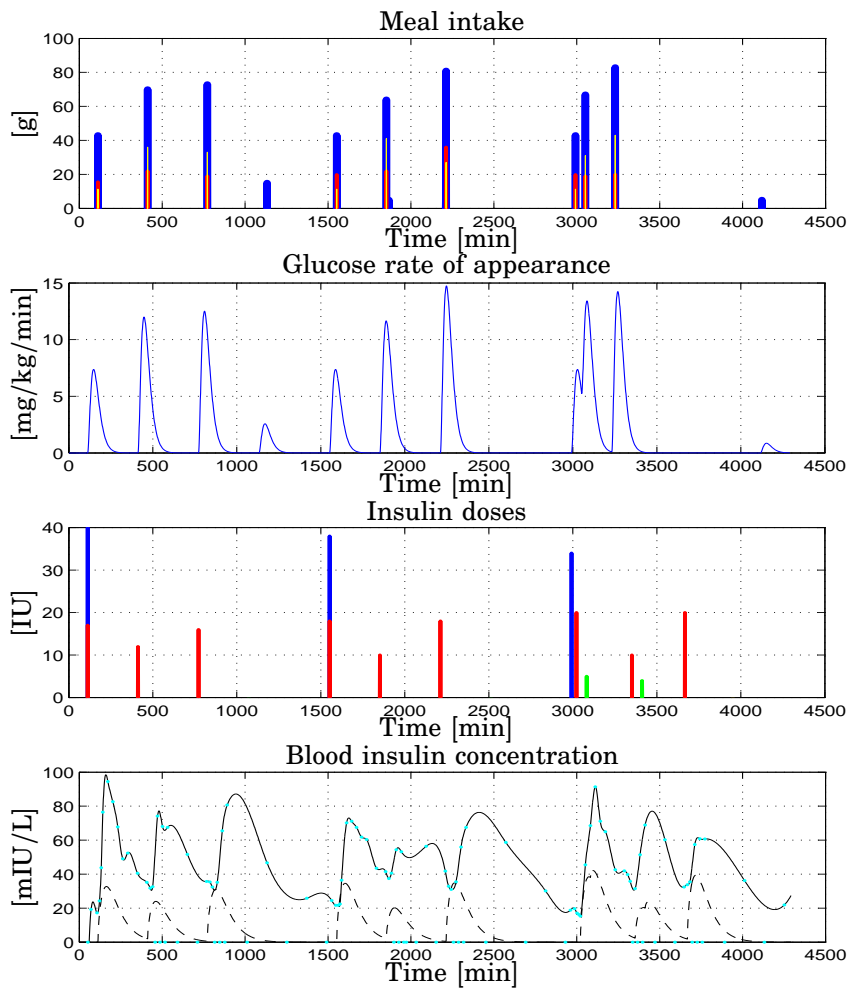 Meal intake
[g]
100
80
60
40
20
0
0 500 1000 1500 2000 2500 3000 3500 4000 4500
Time [min]
Glucose rate of appearance
[mg/kg/min]
15
10
5
0
0 500 1000 1500 2000 2500 3000 3500 4000 4500
Time [min]
Insulin doses
[IU]
40
30
20
10
0
0 500 1000 1500 2000 2500 3000 3500 4000 4500
Time [min]
Blood insulin concentration
[mIU/L]
100
80
60
40
20
0
0 500 1000 1500 2000 2500 3000 3500 4000 4500
Time [min]